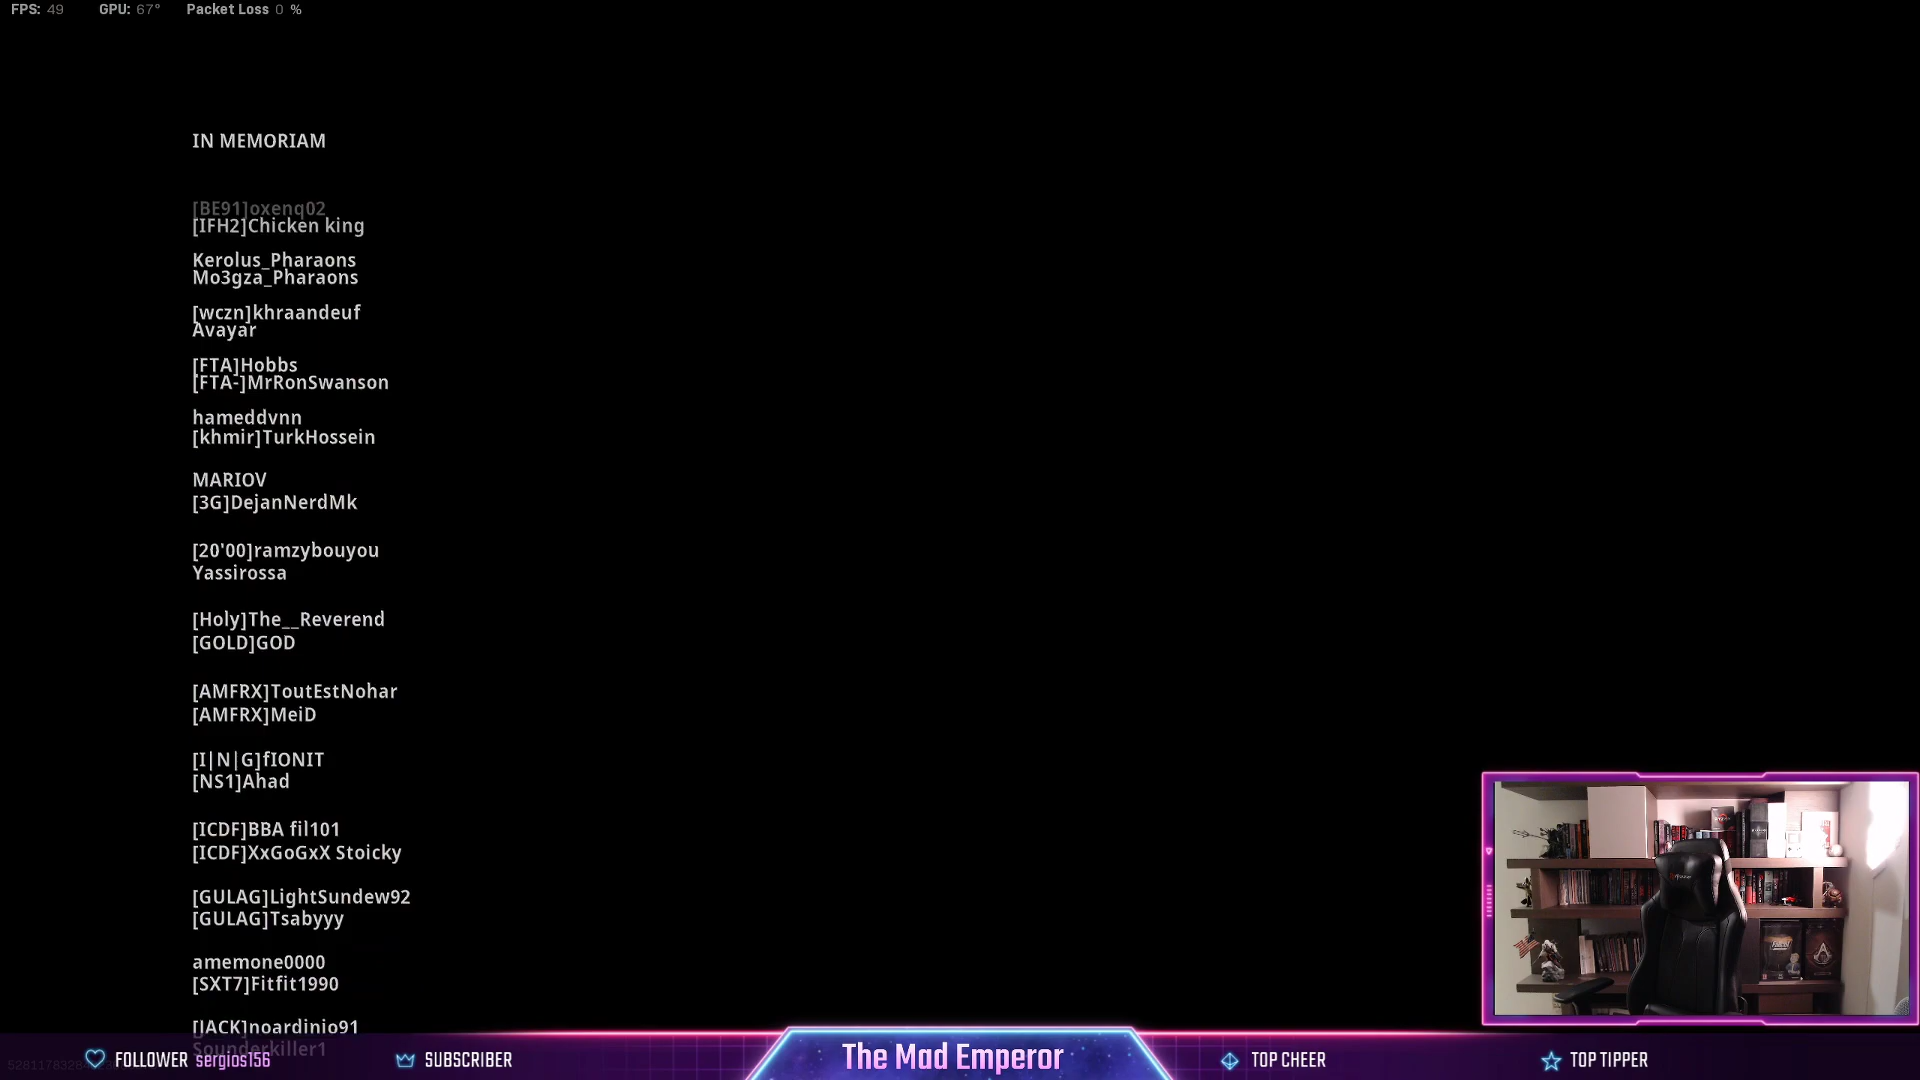 FPS: 49 GPU: 67° Packet Loss 0 %
IN MEMORIAM
[BE91]oxenq02
[IFH2]Chicken king
Kerolus_Pharaons
Mo3gza_Pharaons
[wczn]khraandeuf
Avayar
[FTA]Hobbs
[FTA-]MrRonSwanson
hameddvnn
[khmir]TurkHossein
MARIOV
[3G]DejanNerdMk
[20'00]ramzybouyou
Yassirossa
[Holy]The__Reverend
[GOLD]GOD
[AMFRX]ToutEstNohar
[AMFRX]MeiD
[I|N|G]fIONIT
[NS1]Ahad
[ICDF]BBA fil101
[ICDF]XxGoGxX Stoicky
[GULAG]LightSundew92
[GULAG]Tsabyyy
amemone0000
[SXT7]Fitfit1990
[JACK]noardinio91
Sounderkiller1
FOLLOWER sergios156 SUBSCRIBER The Mad Emperor TOP CHEER TOP TIPPER